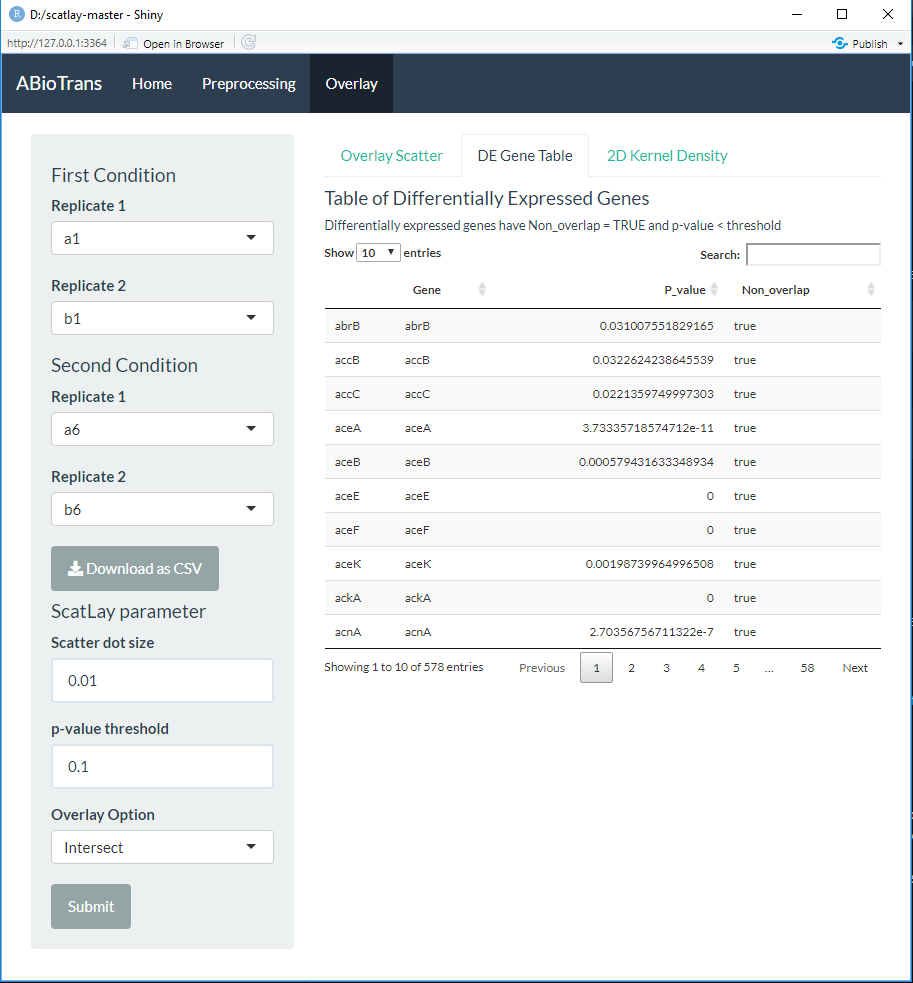 D:/scatlay-master - Shiny
http://127.0.0.1:3364 Open in Browser Publish
ABioTrans Home Preprocessing Overlay
First Condition
Replicate 1
a1
Replicate 2
b1
Second Condition
Replicate 1
a6
Replicate 2
b6
Download as CSV
ScatLay parameter
Scatter dot size
0.01
p-value threshold
0.1
Overlay Option
Intersect
Submit
Overlay Scatter DE Gene Table 2D Kernel Density
Table of Differentially Expressed Genes
Differentially expressed genes have Non_overlap = TRUE and p-value < threshold
Show 10 entries Search:
Gene P_value Non_overlap
abrB abrB 0.031007551829165 true
accB accB 0.0322624238645539 true
accC accC 0.0221359749997303 true
aceA aceA 3.73335718574712e-11 true
aceB aceB 0.000579431633348934 true
aceE aceE 0 true
aceF aceF 0 true
aceK aceK 0.00198739964996508 true
ackA ackA 0 true
acnA acnA 2.70356756711322e-7 true
Showing 1 to 10 of 578 entries Previous 1 2 3 4 5 ... 58 Next